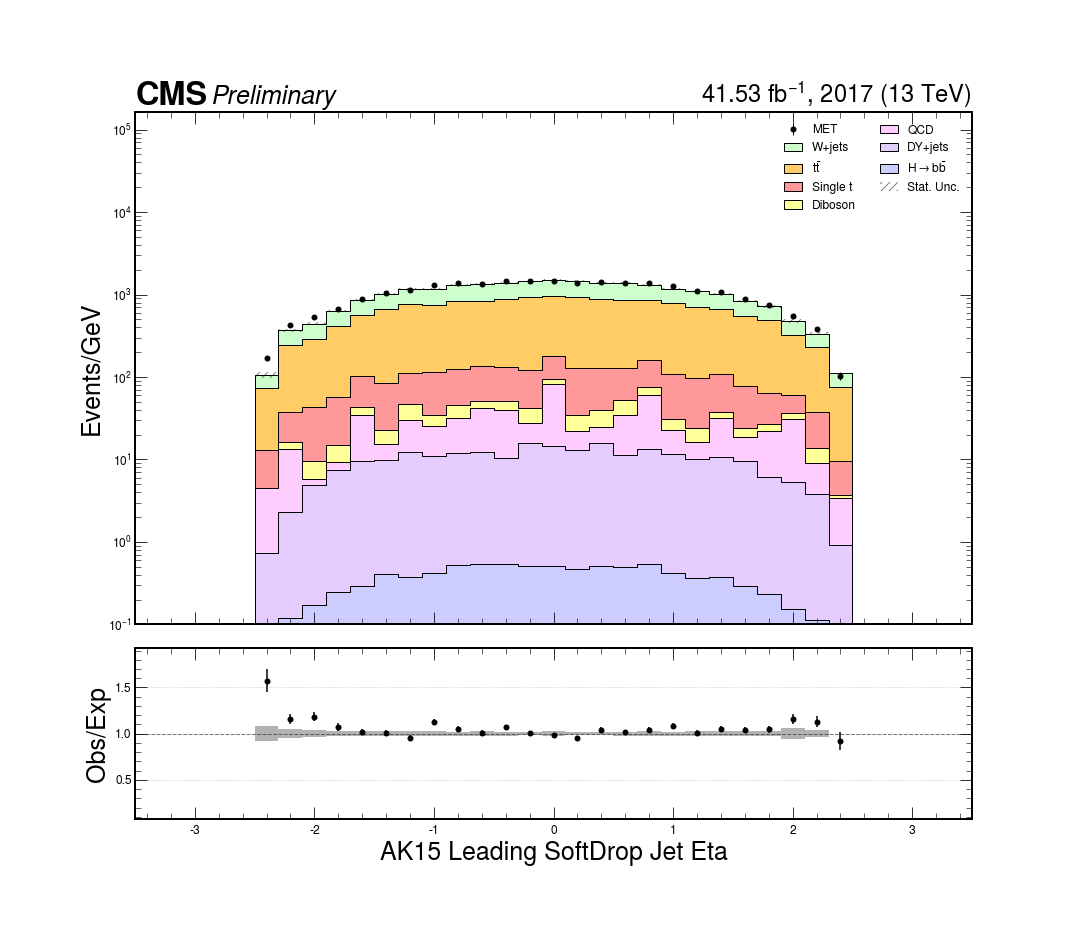 CMS Preliminary 41.53 fb⁻¹, 2017 (13 TeV)
MET QCD
W+jets DY+jets
tt̄ H→bb̄
Single t Stat. Unc.
Diboson
Events/GeV
10⁵
10⁴
10³
10²
10¹
10⁰
10⁻¹
Obs/Exp
1.5
1.0
0.5
-3 -2 -1 0 1 2 3
AK15 Leading SoftDrop Jet Eta